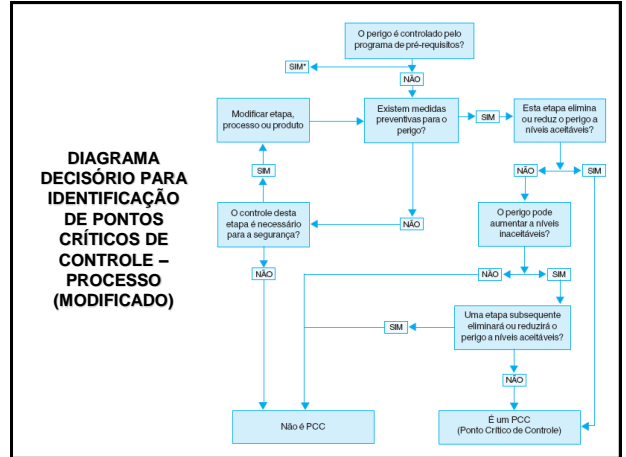 O perigo é controlado pelo
programa de pré-requisitos?
SIM*
NÃO
Modificar etapa,
processo ou produto
Existem medidas
preventivas para o
perigo?
SIM
Esta etapa elimina
ou reduz o perigo a
níveis aceitáveis?
DIAGRAMA
DECISÓRIO PARA
IDENTIFICAÇÃO
DE PONTOS
CRÍTICOS DE
CONTROLE –
PROCESSO
(MODIFICADO)
SIM
NÃO
SIM
O controle desta
etapa é necessário
para a segurança?
NÃO
O perigo pode
aumentar a níveis
inaceitáveis?
NÃO
NÃO
SIM
SIM
Uma etapa subsequente
eliminará ou reduzirá o
perigo a níveis aceitáveis?
NÃO
Não é PCC
É um PCC
(Ponto Crítico de Controle)